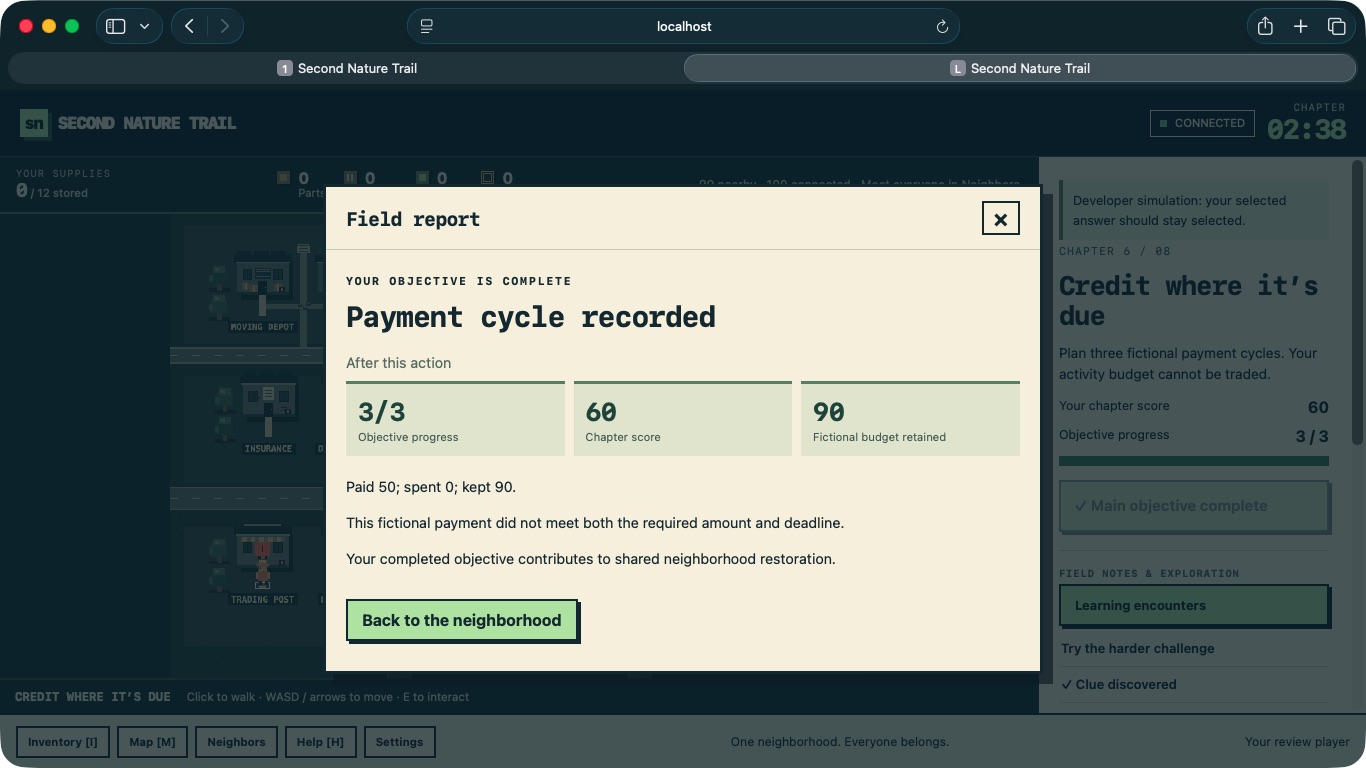 localhost
1 Second Nature Trail
L Second Nature Trail
sn SECOND NATURE TRAIL
CONNECTED
CHAPTER
02:38
YOUR SUPPLIES
0 / 12 stored
0 0 0 0
Parts
Field report
×
YOUR OBJECTIVE IS COMPLETE
Payment cycle recorded
After this action
3/3
Objective progress
60
Chapter score
90
Fictional budget retained
Paid 50; spent 0; kept 90.
This fictional payment did not meet both the required amount and deadline.
Your completed objective contributes to shared neighborhood restoration.
Back to the neighborhood
MOVING DEPOT
INSURANCE
TRADING POST
Developer simulation: your selected
answer should stay selected.
CHAPTER 6 / 08
Credit where it’s
due
Plan three fictional payment cycles. Your
activity budget cannot be traded.
Your chapter score 60
Objective progress 3 / 3
✓ Main objective complete
FIELD NOTES & EXPLORATION
Learning encounters
Try the harder challenge
✓ Clue discovered
CREDIT WHERE IT’S DUE Click to walk · WASD / arrows to move · E to interact
Inventory [I] Map [M] Neighbors Help [H] Settings
One neighborhood. Everyone belongs.
Your review player